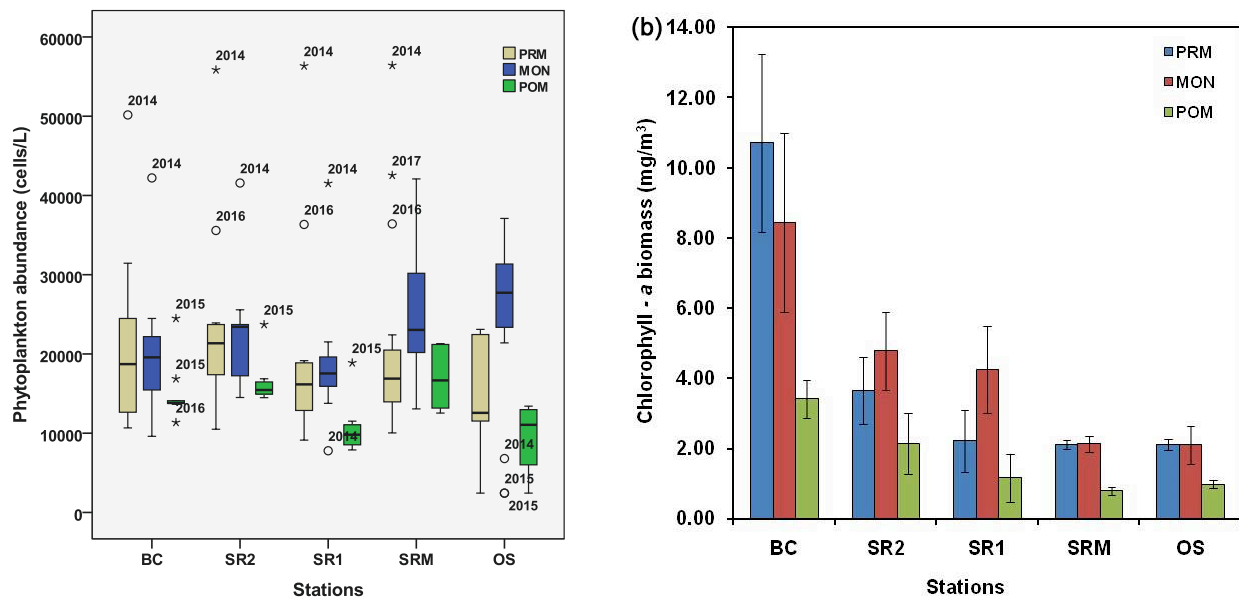 60000
50000
40000
30000
20000
10000
0
Phytoplankton abundance (cells/L)
PRM
MON
POM
2014
2014
2015
2015
2016
2014
2014
2016
2015
2014
2014
2016
2015
2014
2014
2017
2016
2014
2015
2015
BC SR2 SR1 SRM OS
Stations
(b)
14.00
12.00
10.00
8.00
6.00
4.00
2.00
0.00
Chlorophyll - a biomass (mg/m³)
PRM
MON
POM
BC SR2 SR1 SRM OS
Stations